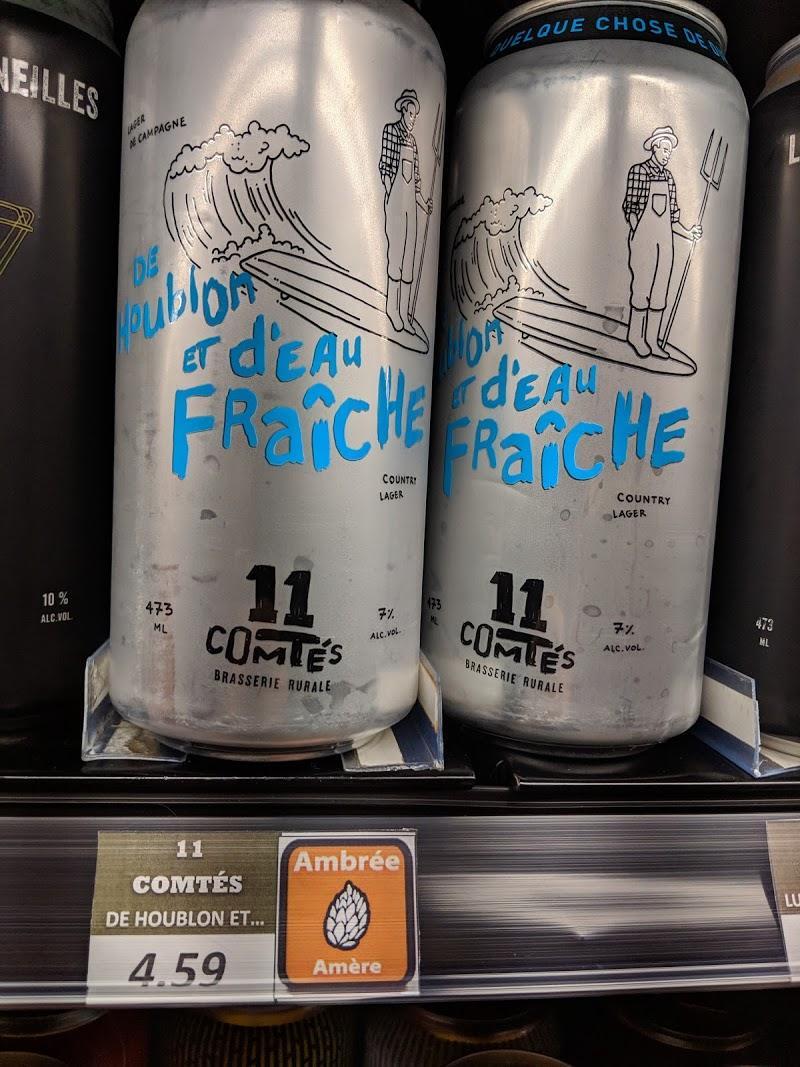 NEILLES
10 %
ALC.VOL.
LAGER
DE CAMPAGNE
DE
HOUBLON
ET D'EAU
FRAÎCHE
COUNTRY
LAGER
473
ML
11
COMTÉS
BRASSERIE RURALE
7%
ALC.VOL.
QUELQUE CHOSE DE
ET D'EAU
FRAÎCHE
COUNTRY
LAGER
473
ML
11
COMTÉS
BRASSERIE RURALE
7%
ALC.VOL.
L
473
ML
11
COMTÉS
DE HOUBLON ET...
4.59
Ambrée
Amère
LU